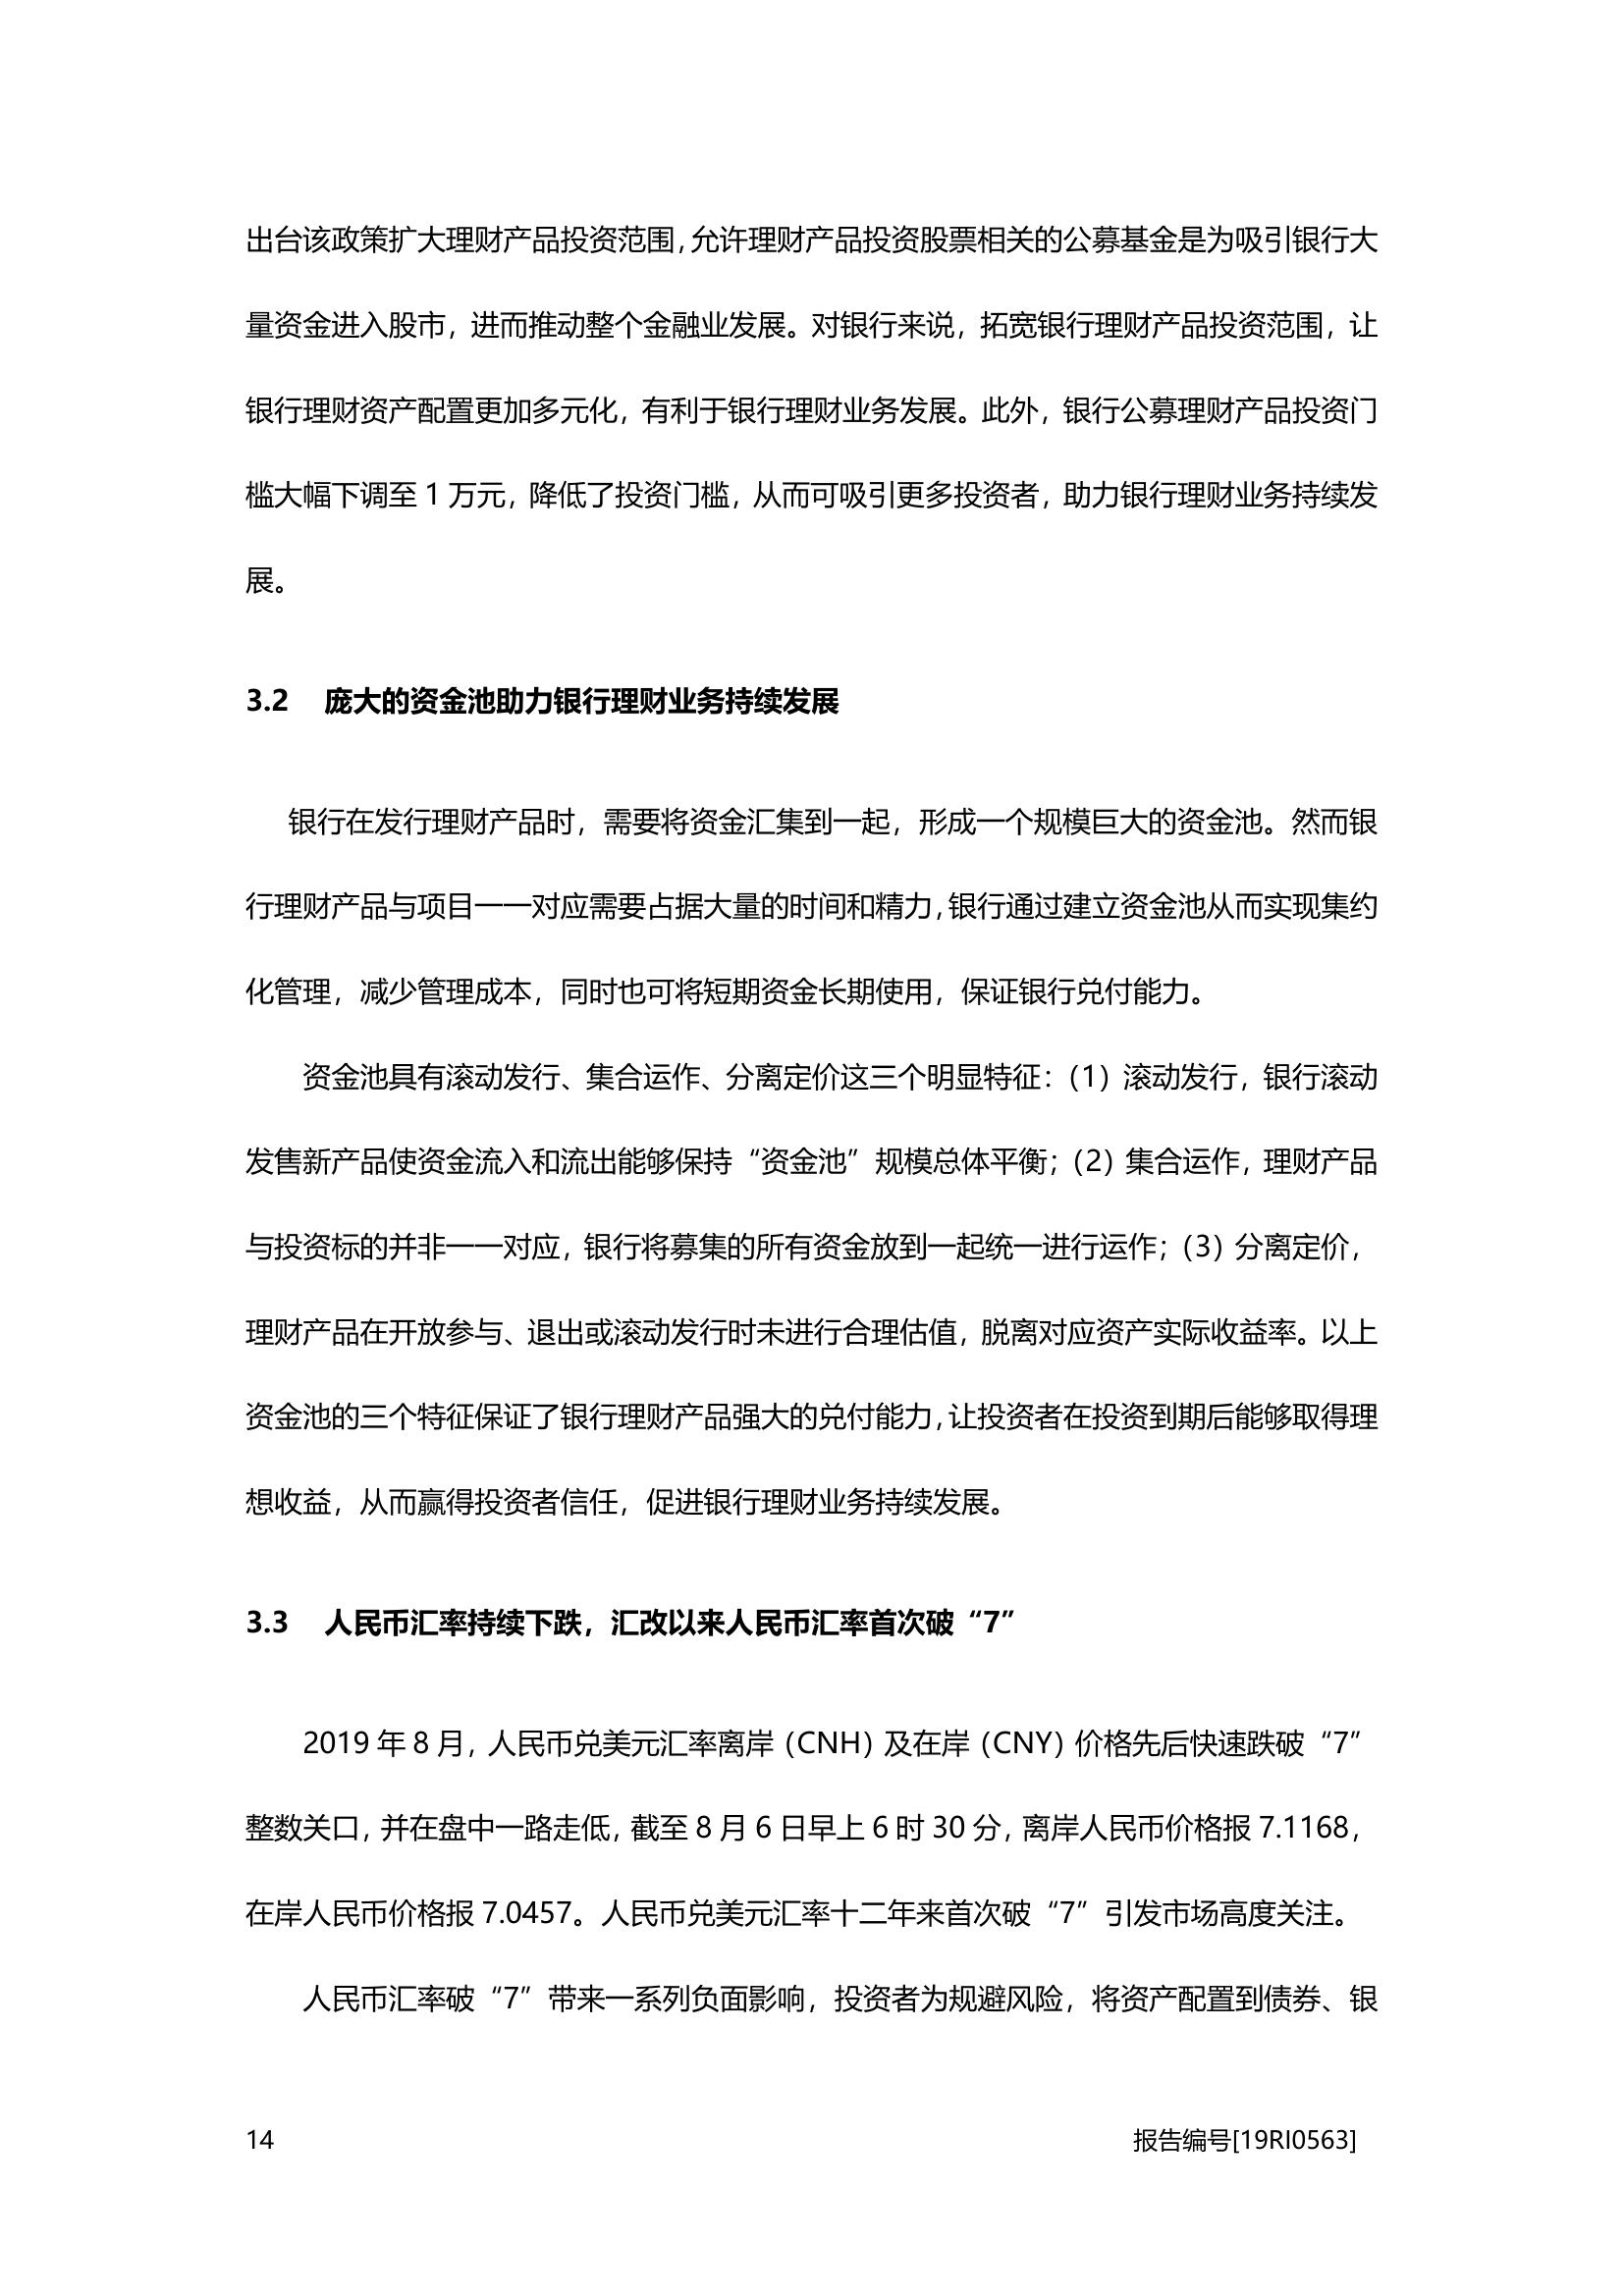 出台该政策扩大理财产品投资范围，允许理财产品投资股票相关的公募基金是为吸引银行大
量资金进入股市，进而推动整个金融业发展。对银行来说，拓宽银行理财产品投资范围，让
银行理财资产配置更加多元化，有利于银行理财业务发展。此外，银行公募理财产品投资门
槛大幅下调至 1 万元，降低了投资门槛，从而可吸引更多投资者，助力银行理财业务持续发
展。
3.2 庞大的资金池助力银行理财业务持续发展
银行在发行理财产品时，需要将资金汇集到一起，形成一个规模巨大的资金池。然而银
行理财产品与项目一一对应需要占据大量的时间和精力，银行通过建立资金池从而实现集约
化管理，减少管理成本，同时也可将短期资金长期使用，保证银行兑付能力。
资金池具有滚动发行、集合运作、分离定价这三个明显特征：（1）滚动发行，银行滚动
发售新产品使资金流入和流出能够保持“资金池”规模总体平衡；（2）集合运作，理财产品
与投资标的并非一一对应，银行将募集的所有资金放到一起统一进行运作；（3）分离定价，
理财产品在开放参与、退出或滚动发行时未进行合理估值，脱离对应资产实际收益率。以上
资金池的三个特征保证了银行理财产品强大的兑付能力，让投资者在投资到期后能够取得理
想收益，从而赢得投资者信任，促进银行理财业务持续发展。
3.3 人民币汇率持续下跌，汇改以来人民币汇率首次破“7”
2019 年 8 月，人民币兑美元汇率离岸（CNH）及在岸（CNY）价格先后快速跌破“7”
整数关口，并在盘中一路走低，截至 8 月 6 日早上 6 时 30 分，离岸人民币价格报 7.1168，
在岸人民币价格报 7.0457。人民币兑美元汇率十二年来首次破“7”引发市场高度关注。
人民币汇率破“7”带来一系列负面影响，投资者为规避风险，将资产配置到债券、银
14 报告编号[19RI0563]